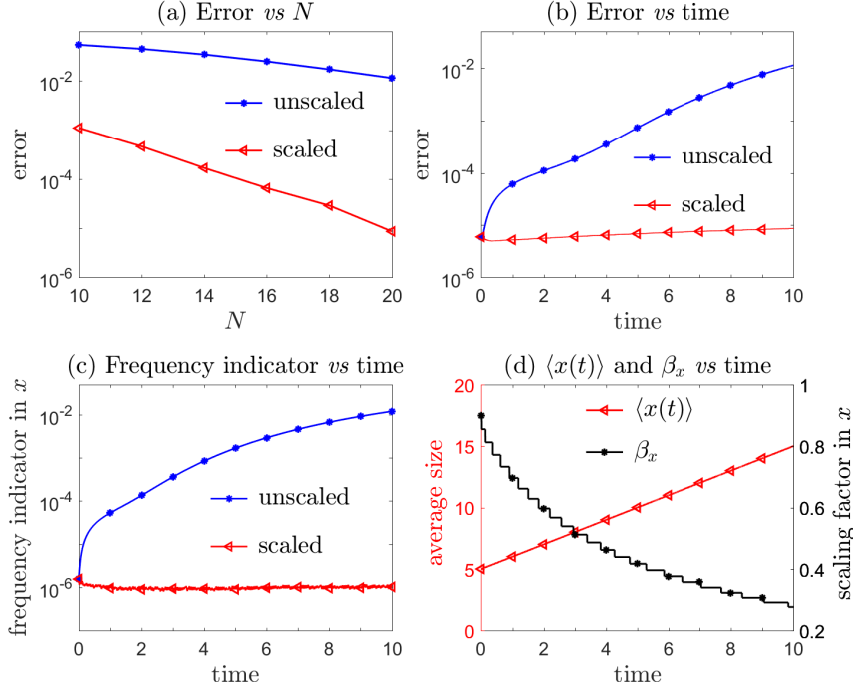 (a) Error vs N
error
10^-2
10^-4
10^-6
unscaled
scaled
10 12 14 16 18 20
N
(b) Error vs time
error
10^-2
10^-4
10^-6
unscaled
scaled
0 2 4 6 8 10
time
(c) Frequency indicator vs time
frequency indicator in x
10^-2
10^-4
10^-6
unscaled
scaled
0 2 4 6 8 10
time
(d) ⟨x(t)⟩ and β_x vs time
average size
20
15
10
5
0
⟨x(t)⟩
β_x
1
0.8
0.6
0.4
0.2
scaling factor in x
0 2 4 6 8 10
time